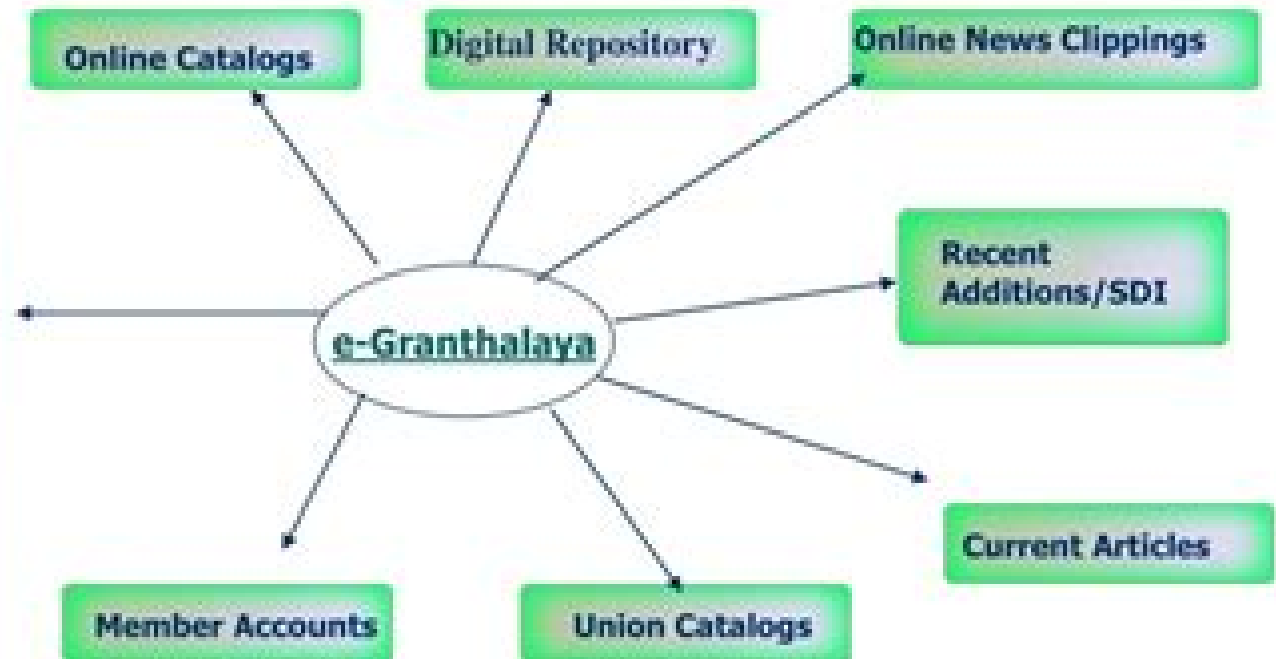 Online Catalogs
Digital Repository
Online News Clippings
Recent
Additions/SDI
e-Granthalaya
Current Articles
Member Accounts
Union Catalogs